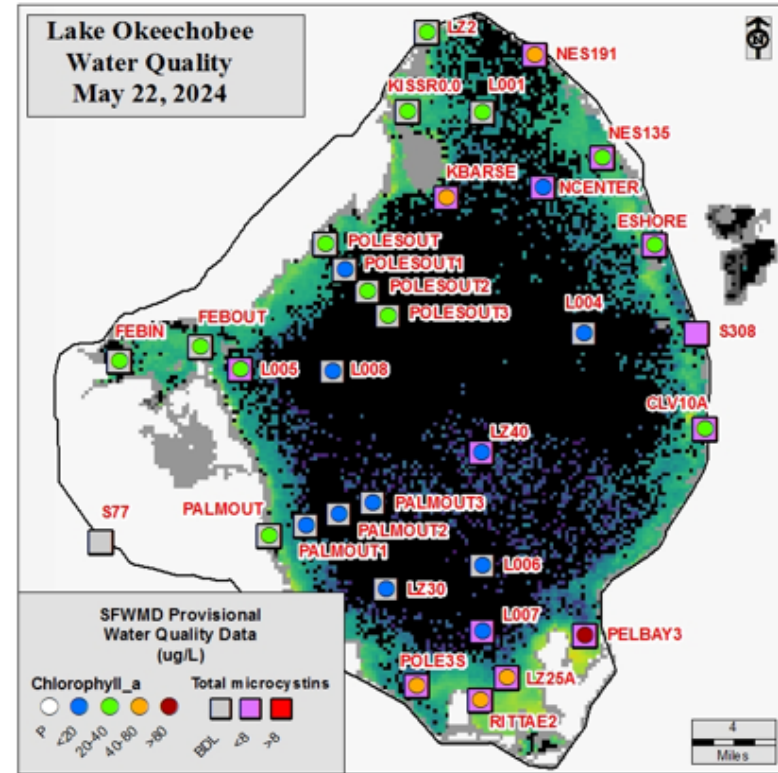 Lake Okeechobee
Water Quality
May 22, 2024
N
LZ2
NES191
KISSR0.0
L001
NES135
KBARSE
NCENTER
POLESOUT
ESHORE
POLESOUT1
POLESOUT2
L004
POLESOUT3
S308
FEBOUT
FEBIN
L005
L008
CLV10A
LZ40
PALMOUT3
S77
PALMOUT
PALMOUT2
PALMOUT1
L006
LZ30
L007
PELBAY3
POLE3S
LZ25A
RITTAE2
SFWMD Provisional
Water Quality Data
(ug/L)
Chlorophyll_a
Total microcystins
P
<20
20-40
40-80
>80
BDL
<8
>8
4
Miles